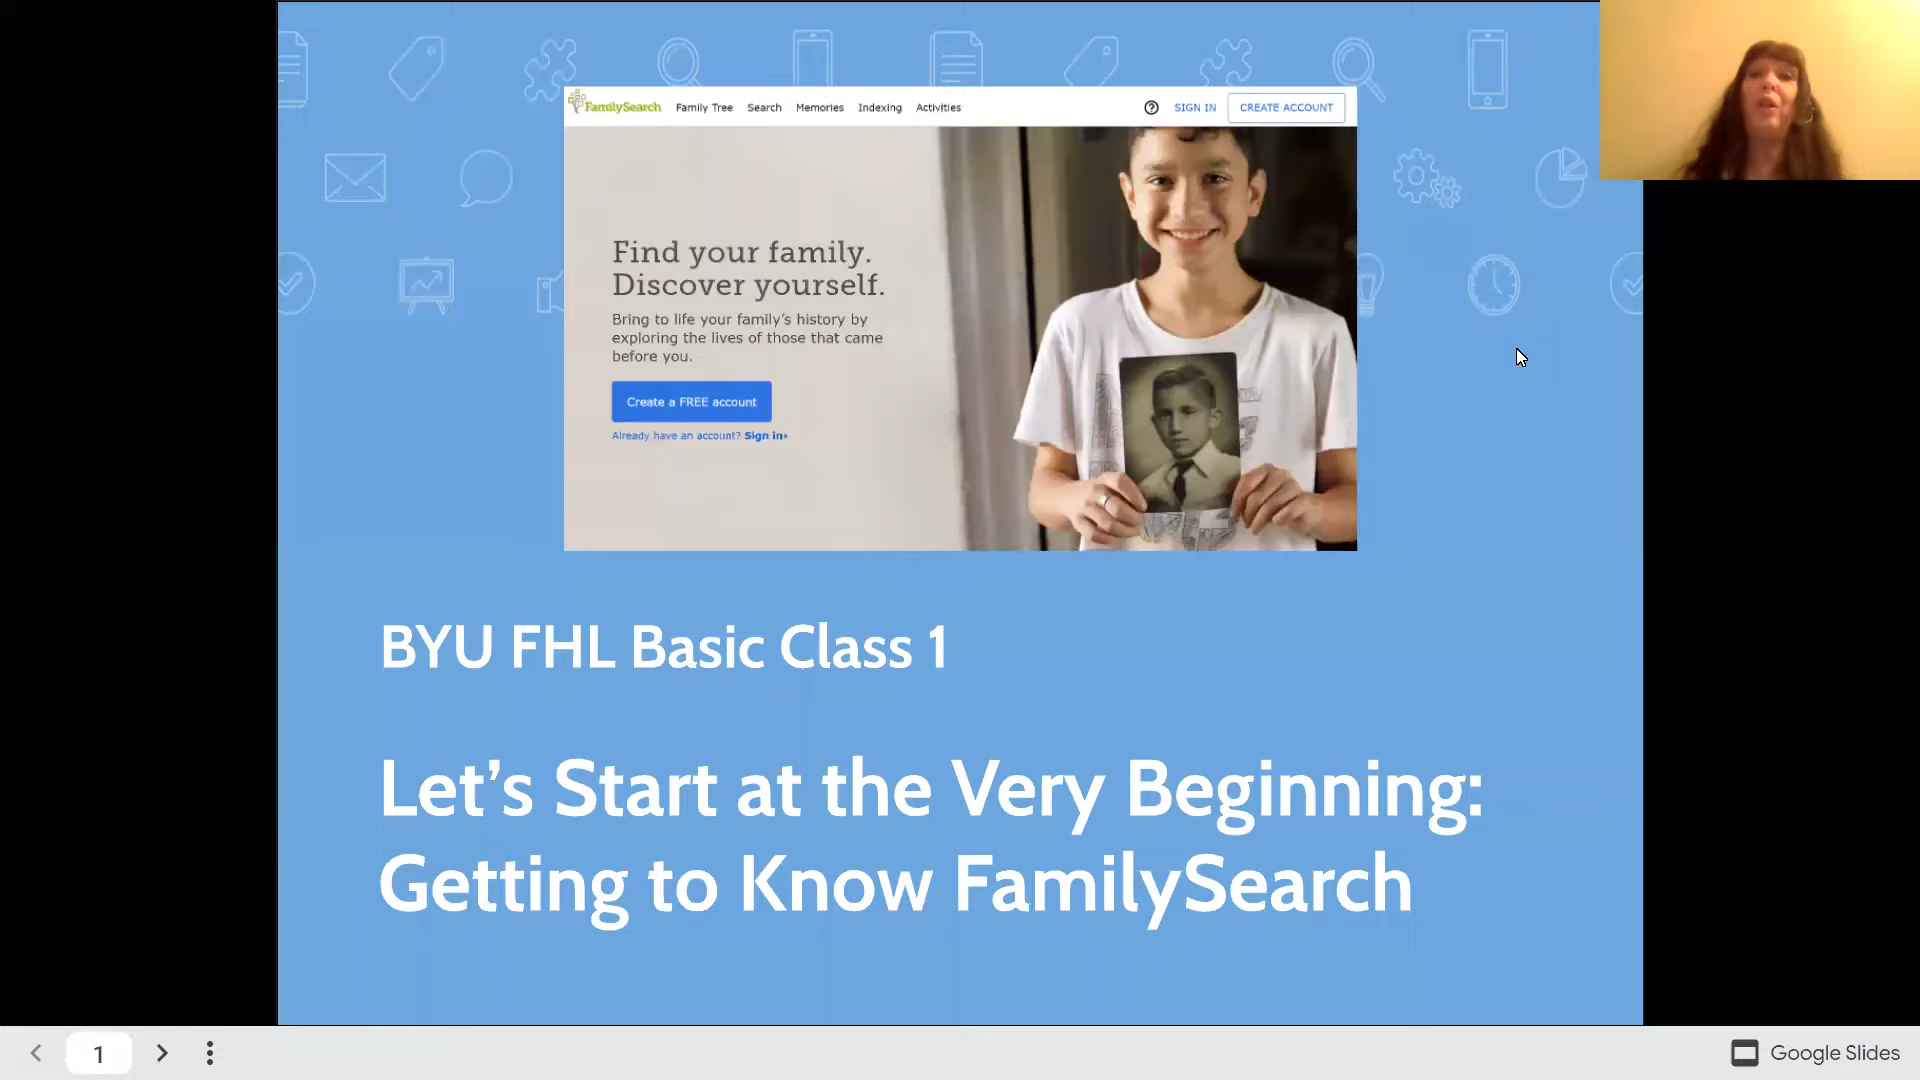 FamilySearch Family Tree Search Memories Indexing Activities SIGN IN CREATE ACCOUNT
Find your family.
Discover yourself.
Bring to life your family's history by
exploring the lives of those that came
before you.
Create a FREE account
Already have an account? Sign in
BYU FHL Basic Class 1
Let's Start at the Very Beginning:
Getting to Know FamilySearch
1
Google Slides